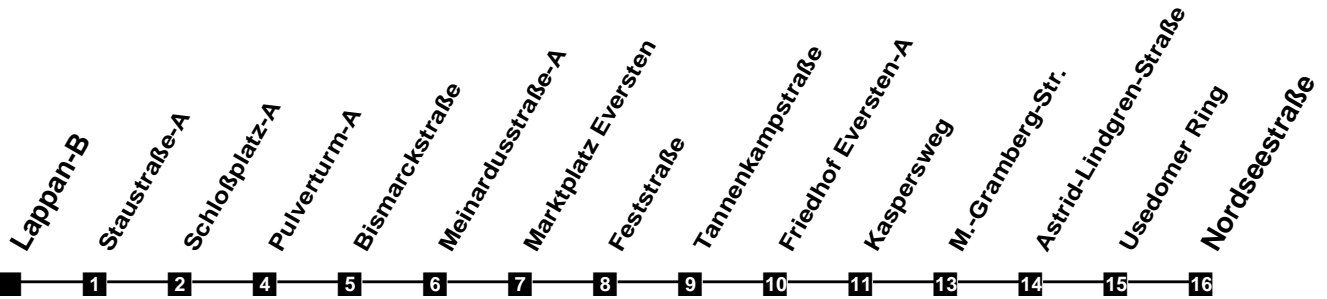 Lappan-B
Staustraße-A
Schloßplatz-A
Pulverturm-A
Bismarckstraße
Meinardusstraße-A
Marktplatz Eversten
Feststraße
Tannenkampstraße
Friedhof Eversten-A
Kaspersweg
M.-Gramberg-Str.
Astrid-Lindgren-Straße
Usedomer Ring
Nordseestraße
1 2 4 5 6 7 8 9 10 11 13 14 15 16